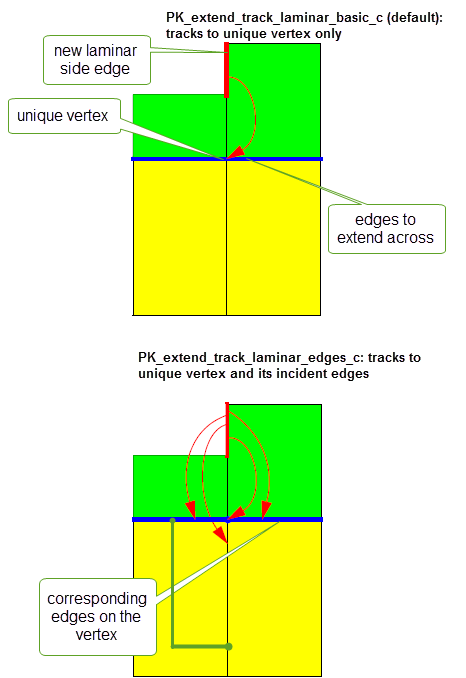 PK_extend_track_laminar_basic_c (default):
tracks to unique vertex only
new laminar
side edge
unique vertex
edges to
extend across
PK_extend_track_laminar_edges_c: tracks to
unique vertex and its incident edges
corresponding
edges on the
vertex